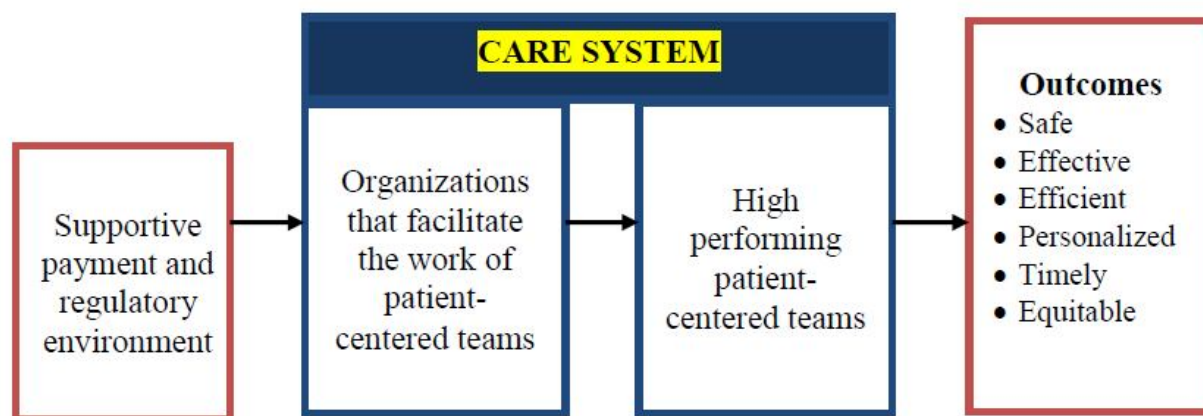 CARE SYSTEM
Supportive
payment and
regulatory
environment
Organizations
that facilitate
the work of
patient-
centered teams
High
performing
patient-
centered teams
Outcomes
• Safe
• Effective
• Efficient
• Personalized
• Timely
• Equitable